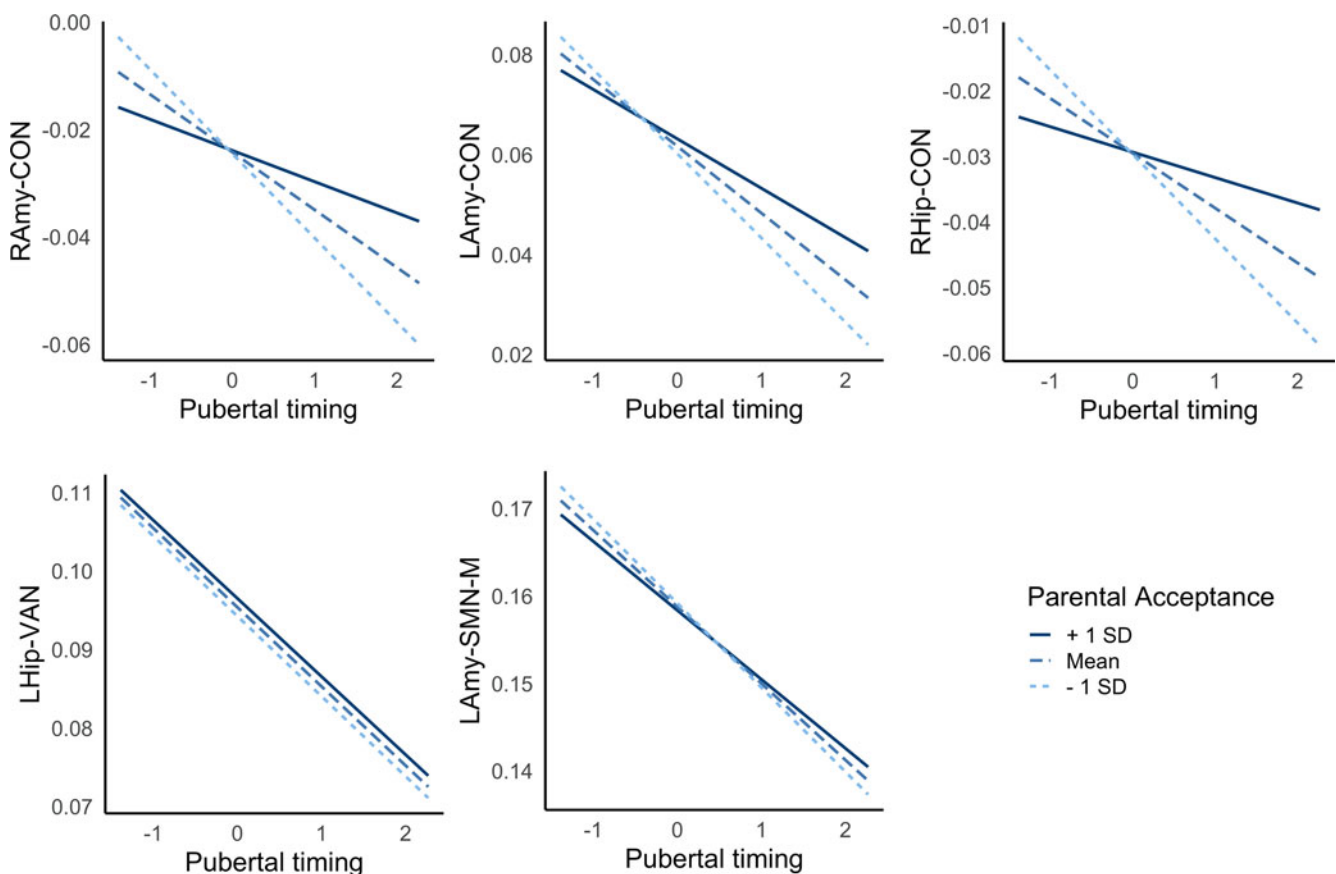 0.00
-0.02
-0.04
-0.06
RAmy-CON
-1 0 1 2
Pubertal timing
0.08
0.06
0.04
0.02
LAmy-CON
-1 0 1 2
Pubertal timing
-0.01
-0.02
-0.03
-0.04
-0.05
-0.06
RHip-CON
-1 0 1 2
Pubertal timing
0.11
0.10
0.09
0.08
0.07
LHip-VAN
-1 0 1 2
Pubertal timing
0.17
0.16
0.15
0.14
LAmy-SMN-M
-1 0 1 2
Pubertal timing
Parental Acceptance
+ 1 SD
Mean
- 1 SD